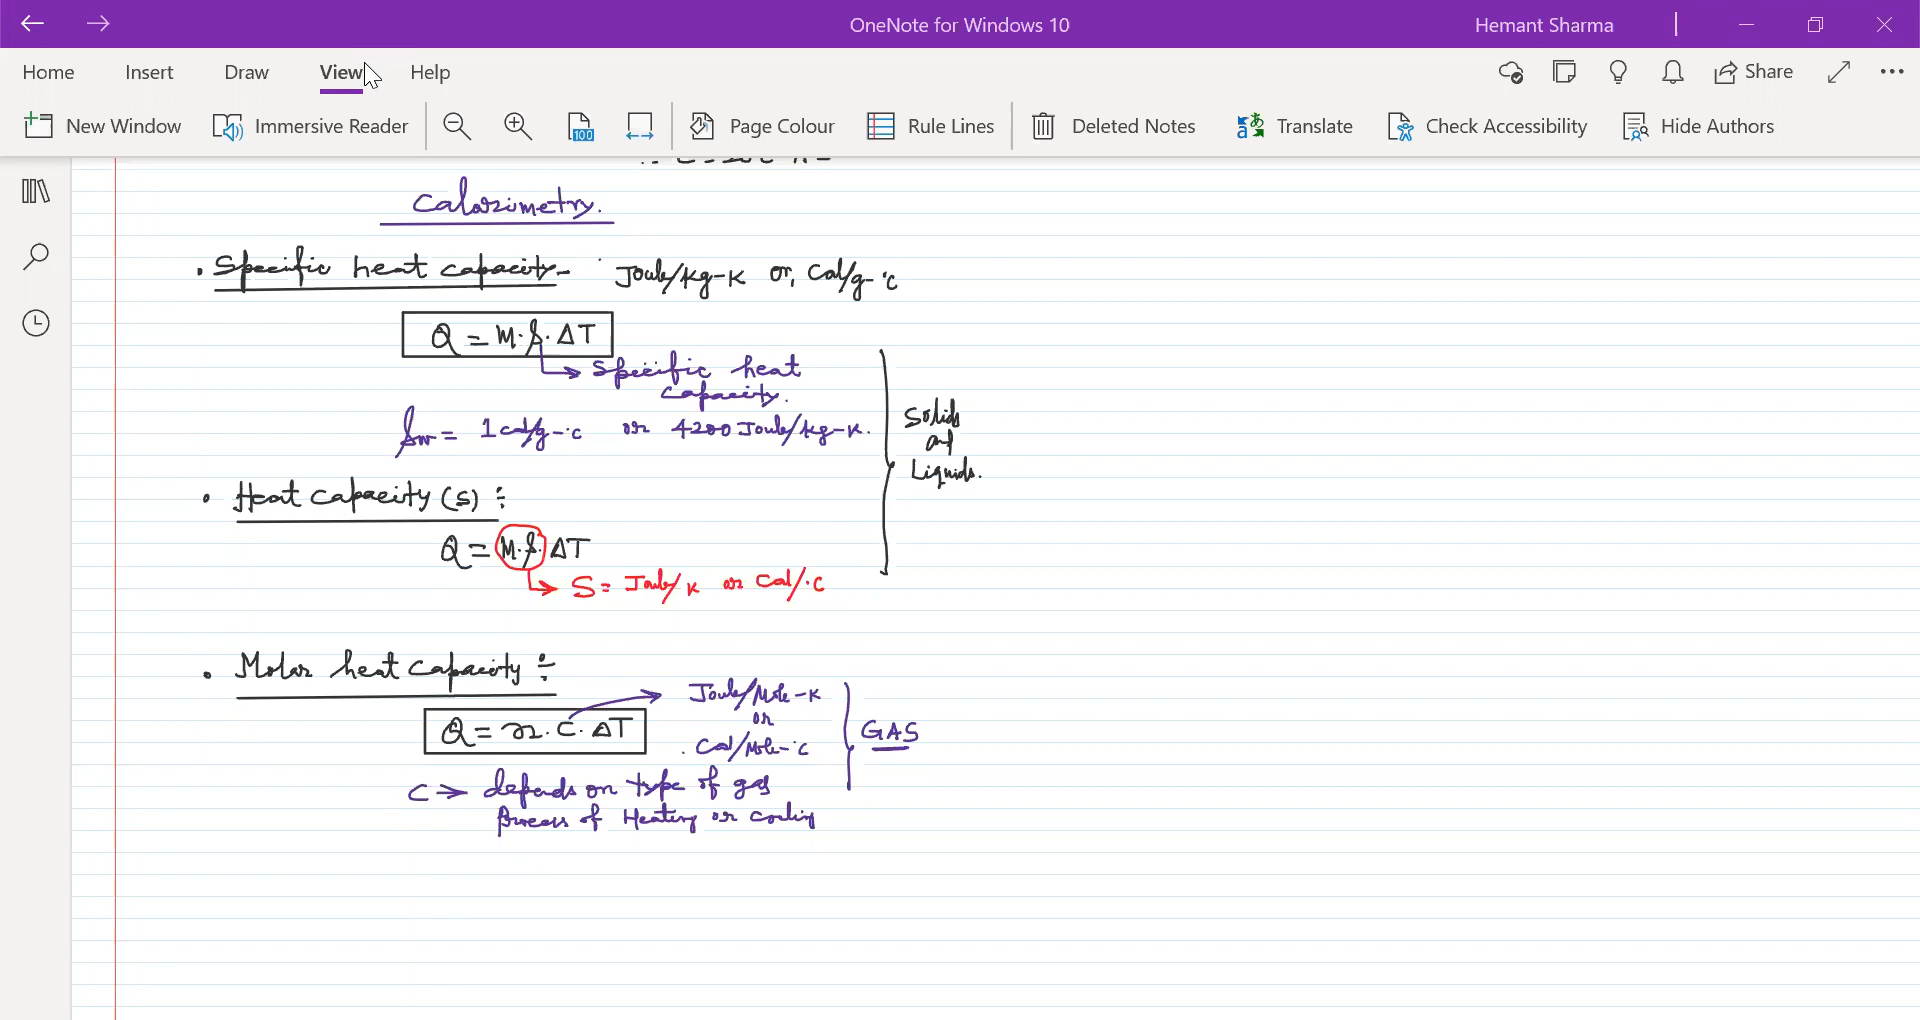 OneNote for Windows 10
Hemant Sharma
Home Insert Draw View Help
Share
New Window Immersive Reader Page Colour Rule Lines Deleted Notes Translate Check Accessibility Hide Authors
Calorimetry.
• Specific heat capacity - Joule/kg-K or, Cal/g-°C
Q = M.s.ΔT
→ Specific heat
capacity.
Sw = 1 cal/g-°C or 4200 Joule/kg-K.
Solids
and
Liquids.
• Heat capacity (S) :-
Q = M.s.ΔT
→ S = Joule/K or Cal/°C
• Molar heat capacity :-
Joule/Mole-K
or
Cal/Mole-°C
Q = n.C.ΔT
GAS
C → depends on type of gas
Process of Heating or cooling